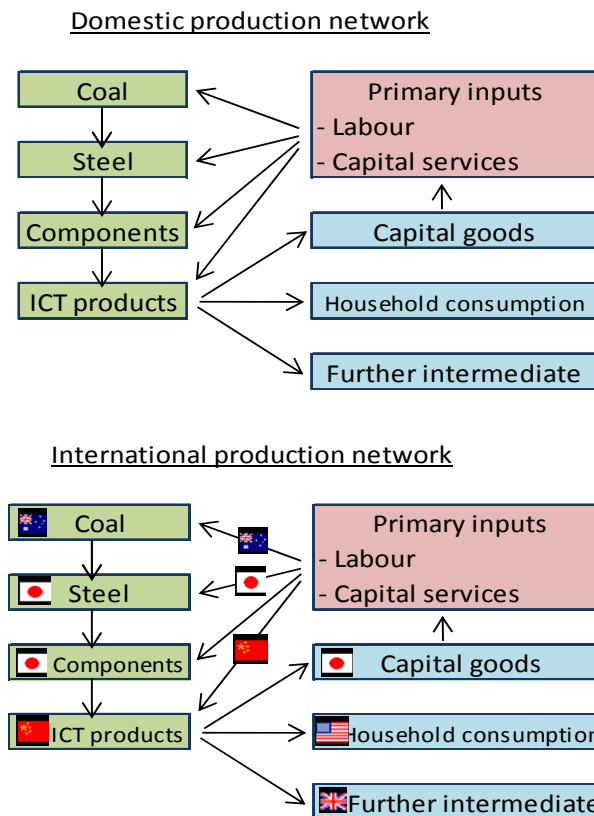 Domestic production network
Coal
Primary inputs
- Labour
Steel
- Capital services
Components
Capital goods
ICT products
Household consumption
Further intermediate
International production network
Coal
Primary inputs
- Labour
Steel
- Capital services
Components
Capital goods
ICT products
Household consumption
Further intermediate